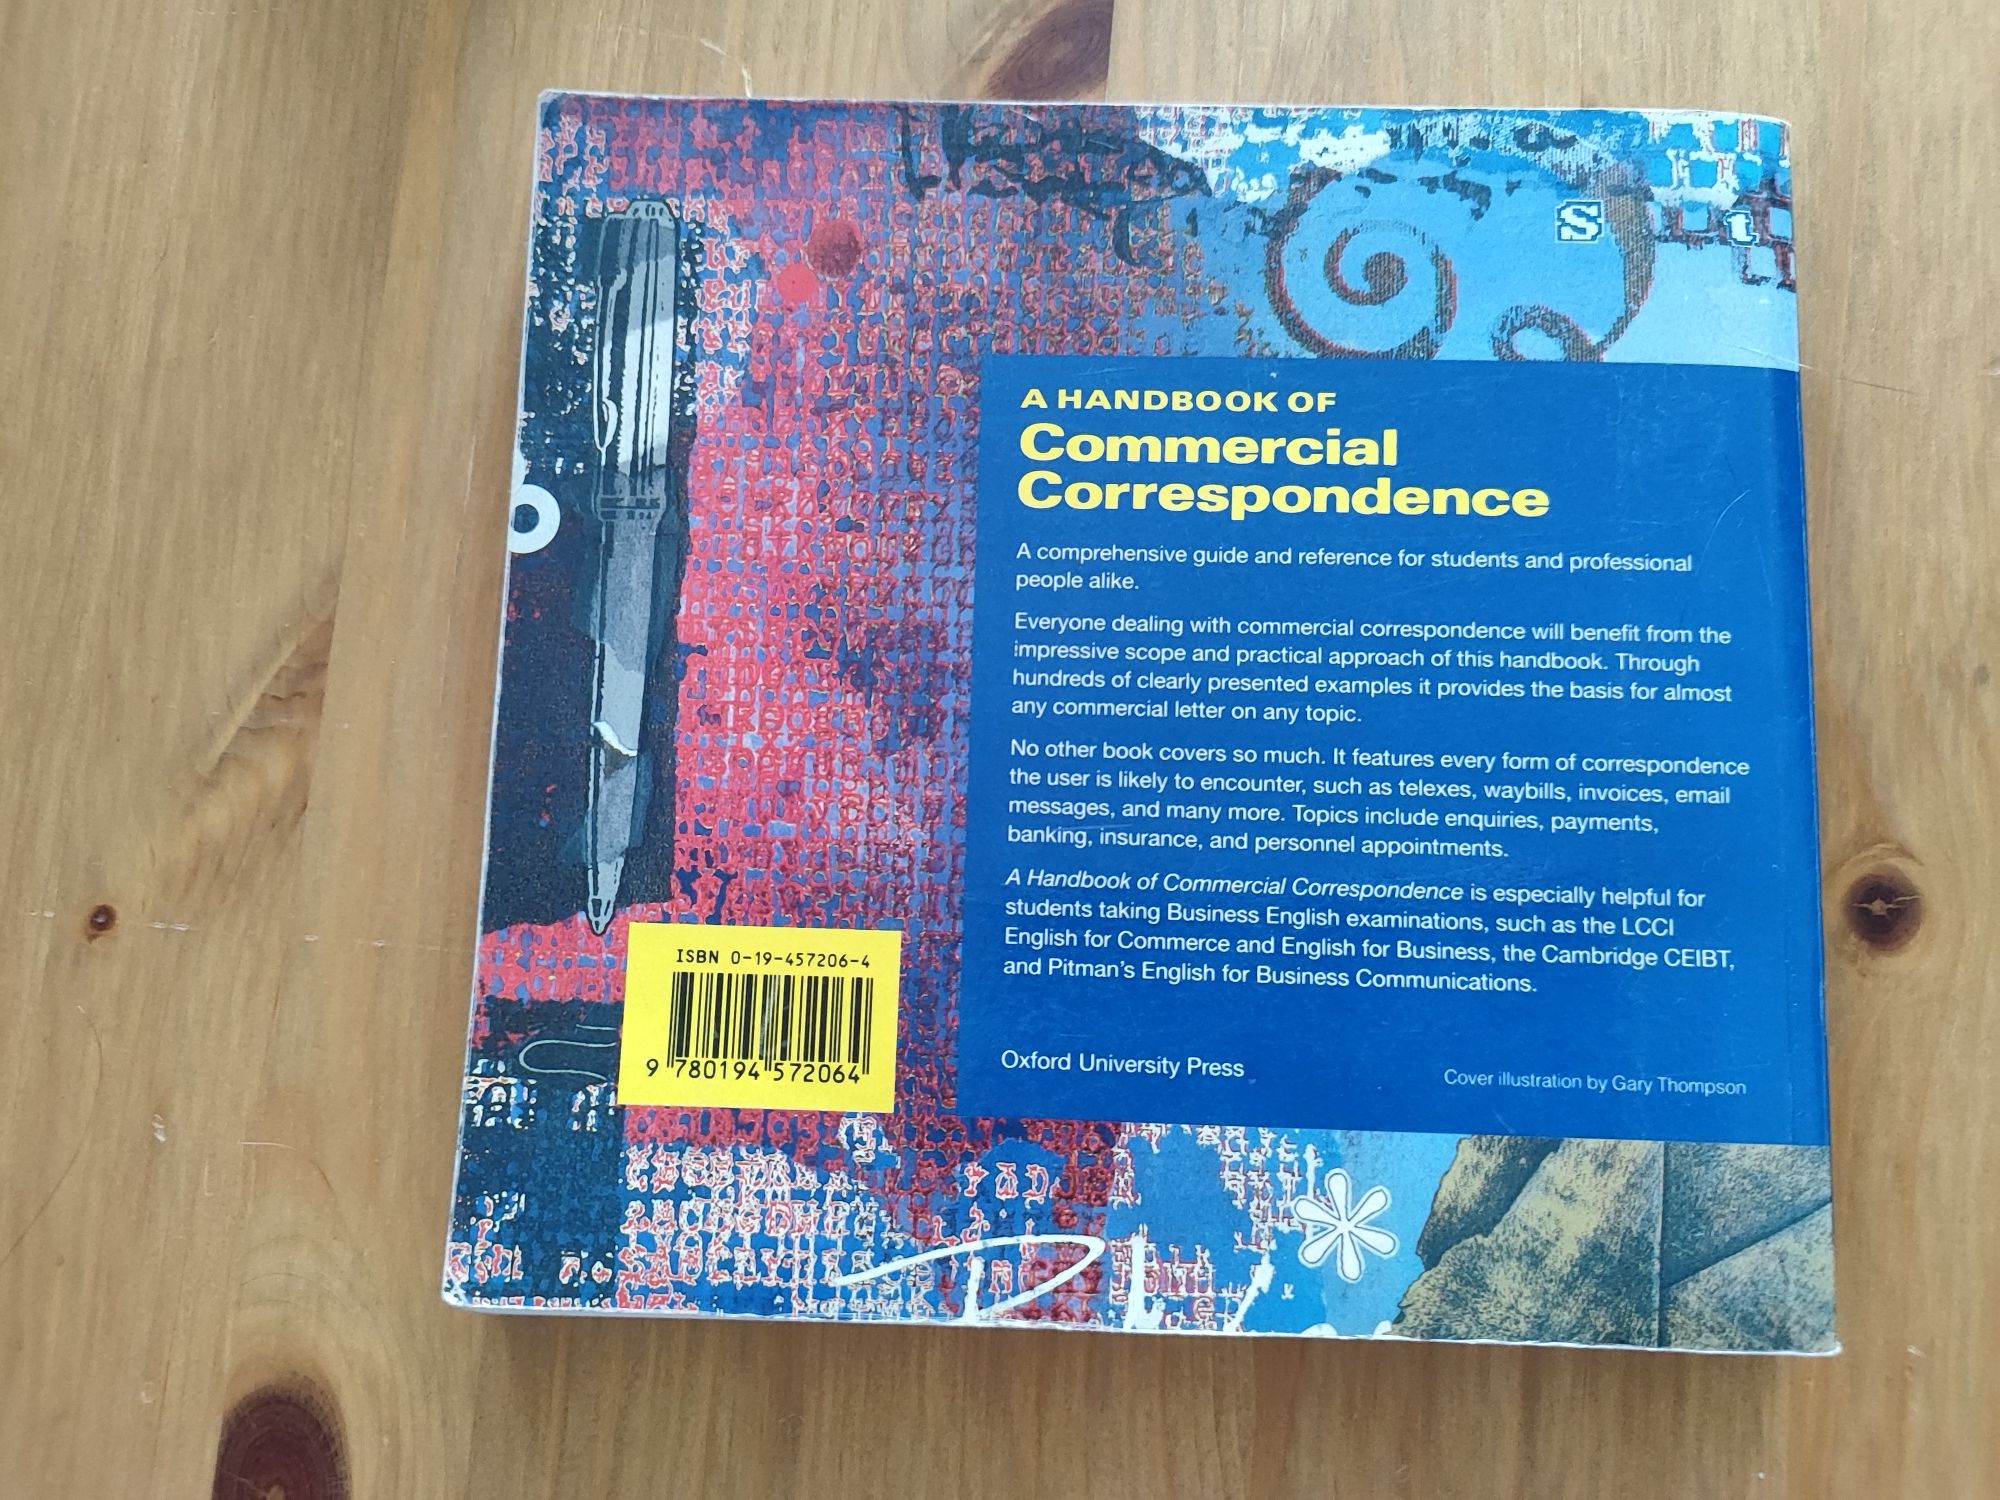 S
t
A HANDBOOK OF
Commercial
Correspondence
A comprehensive guide and reference for students and professional
people alike.
Everyone dealing with commercial correspondence will benefit from the
impressive scope and practical approach of this handbook. Through
hundreds of clearly presented examples it provides the basis for almost
any commercial letter on any topic.
No other book covers so much. It features every form of correspondence
the user is likely to encounter, such as telexes, waybills, invoices, email
messages, and many more. Topics include enquiries, payments,
banking, insurance, and personnel appointments.
A Handbook of Commercial Correspondence is especially helpful for
students taking Business English examinations, such as the LCCI
English for Commerce and English for Business, the Cambridge CEIBT,
and Pitman's English for Business Communications.
Oxford University Press
Cover illustration by Gary Thompson
ISBN 0-19-457206-4
9 780194 572064